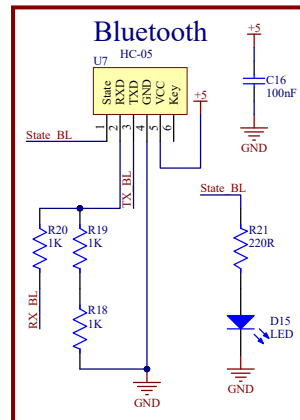 Bluetooth
U7
HC-05
State
RXD
TXD
GND
VCC
Key
1
2
3
4
5
6
+5
+5
C16
100nF
GND
State_BL
TX_BL
R20
1K
R19
1K
RX_BL
R18
1K
GND
State_BL
R21
220R
D15
LED
GND